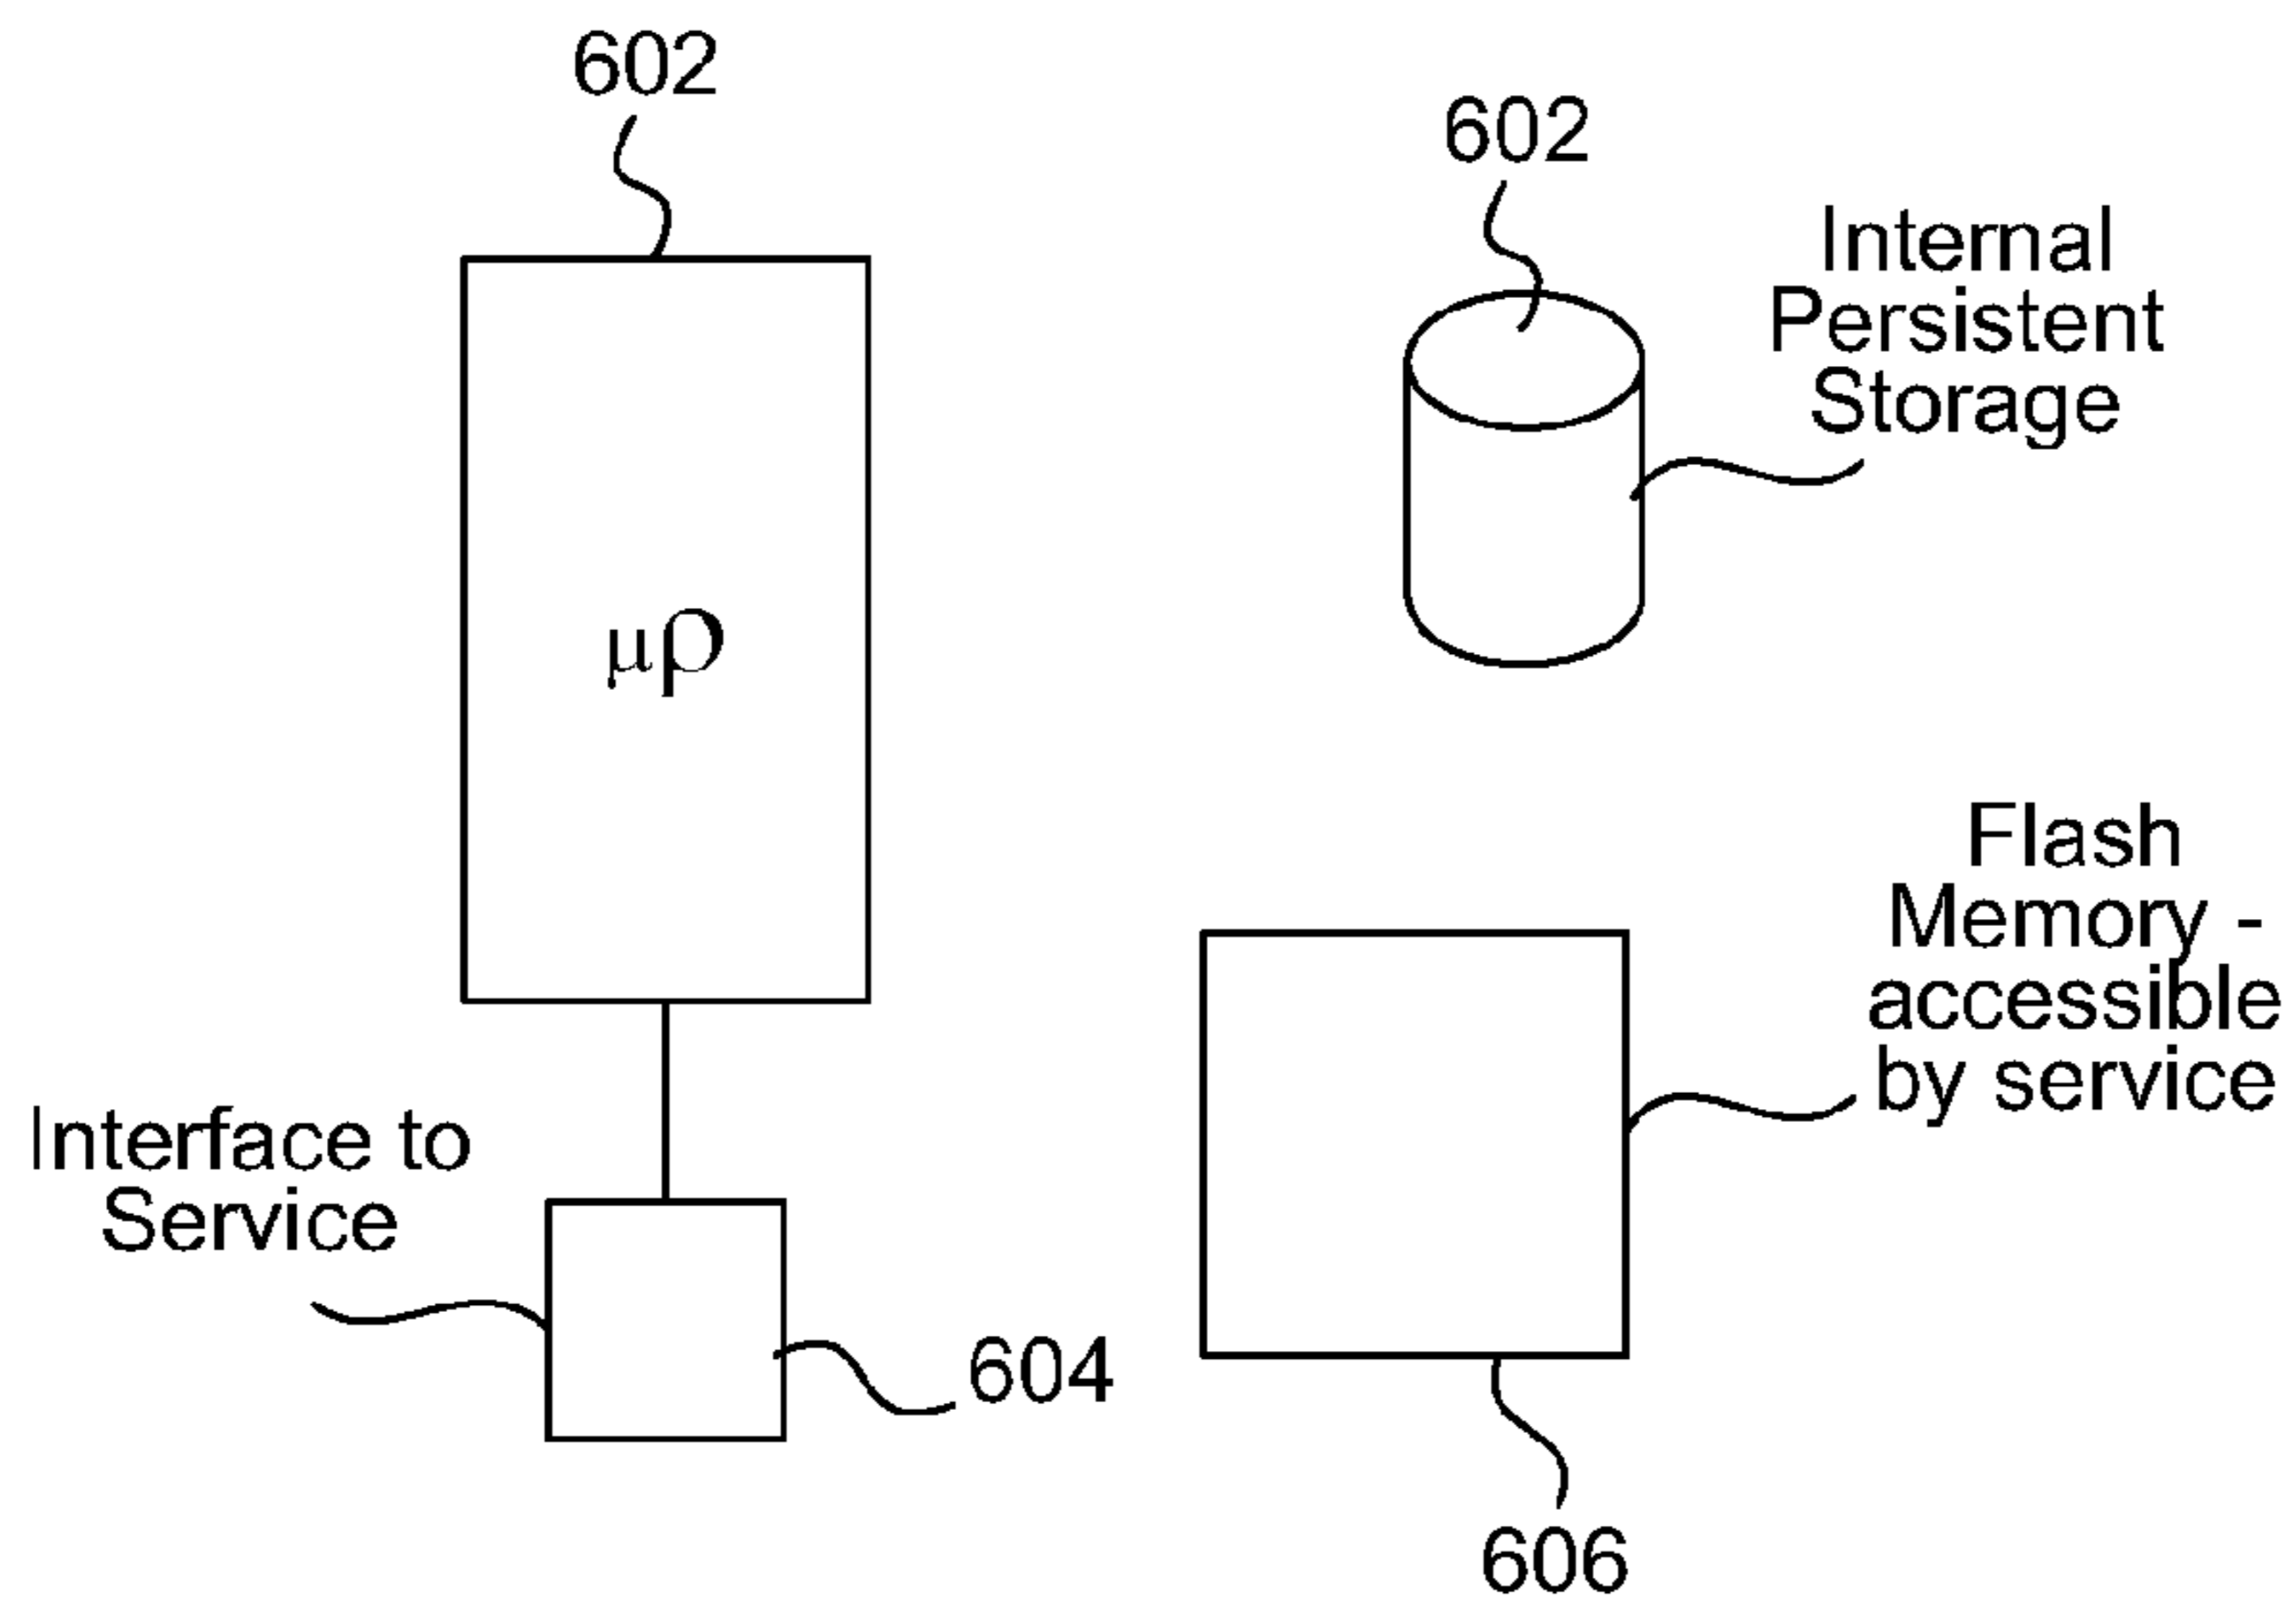 602
602
Internal
Persistent
Storage
μρ
Flash
Memory -
accessible
by service
Interface to
Service
604
606